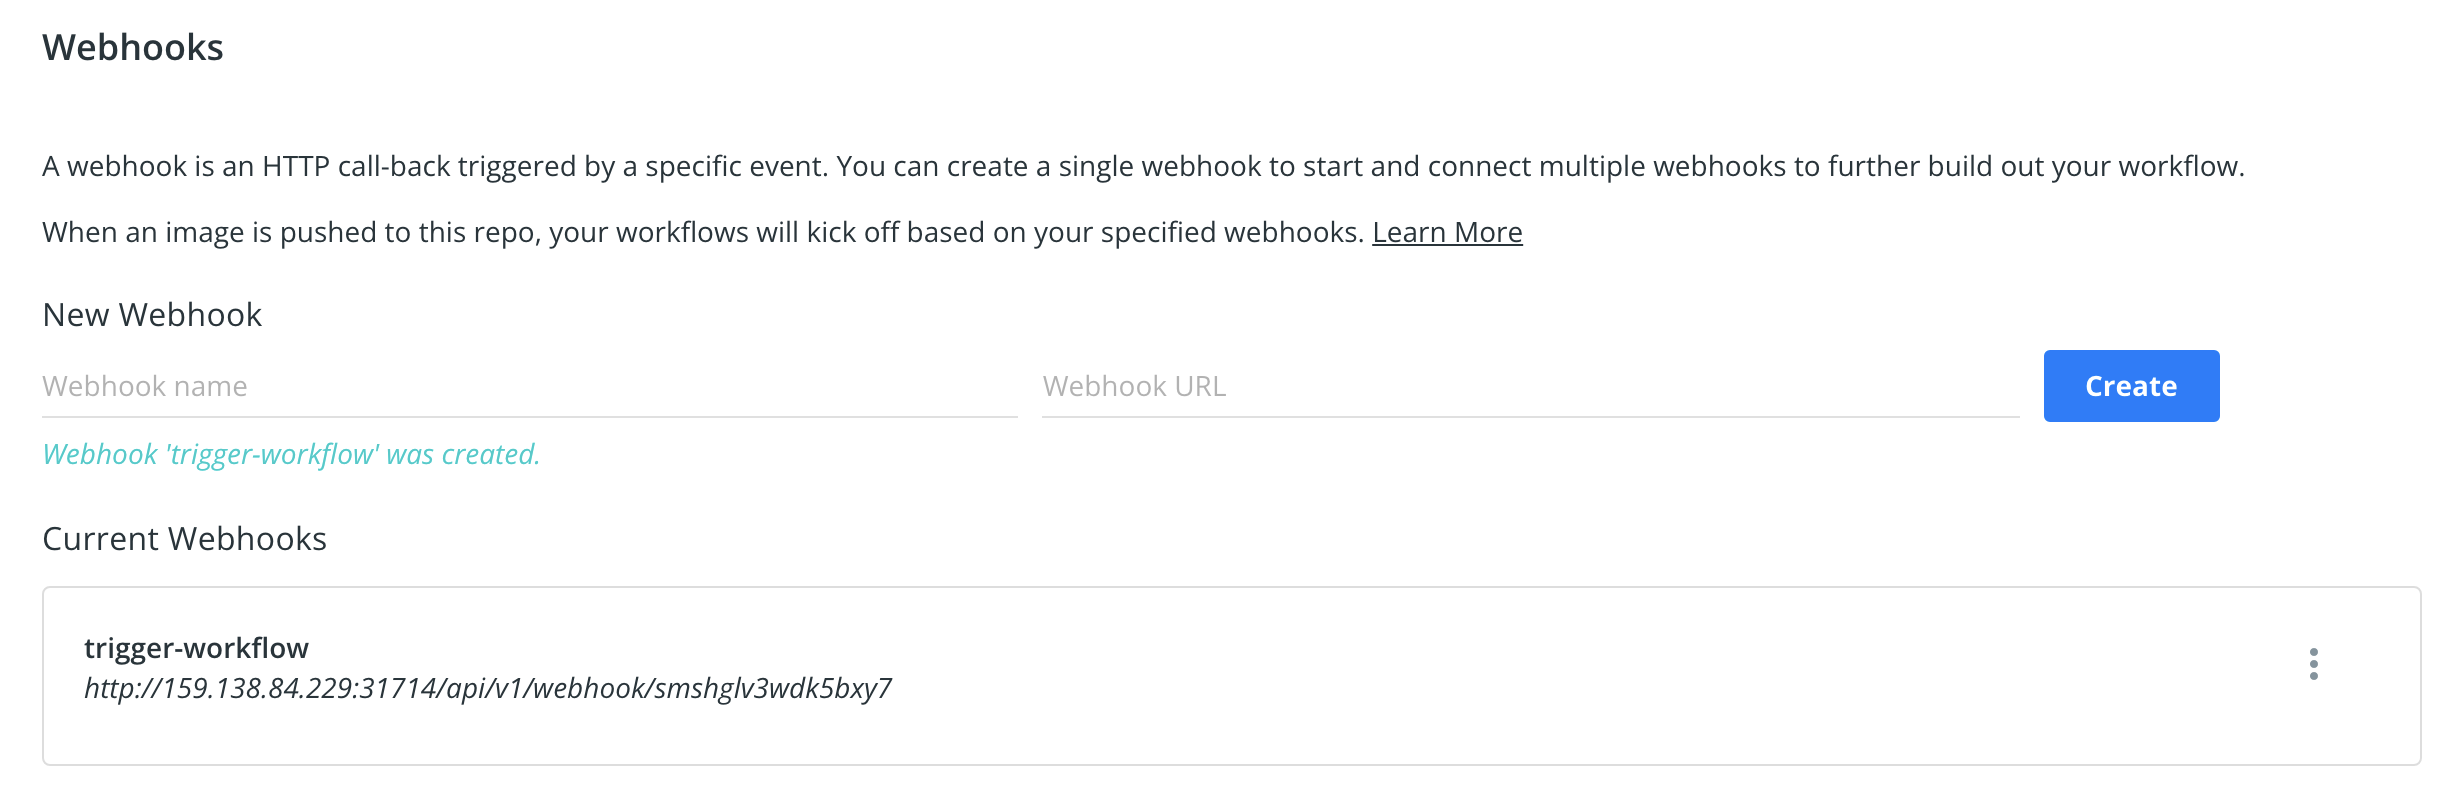 Webhooks
A webhook is an HTTP call-back triggered by a specific event. You can create a single webhook to start and connect multiple webhooks to further build out your workflow.
When an image is pushed to this repo, your workflows will kick off based on your specified webhooks. Learn More
New Webhook
Webhook name Webhook URL Create
Webhook 'trigger-workflow' was created.
Current Webhooks
trigger-workflow
http://159.138.84.229:31714/api/v1/webhook/smshglv3wdk5bxy7